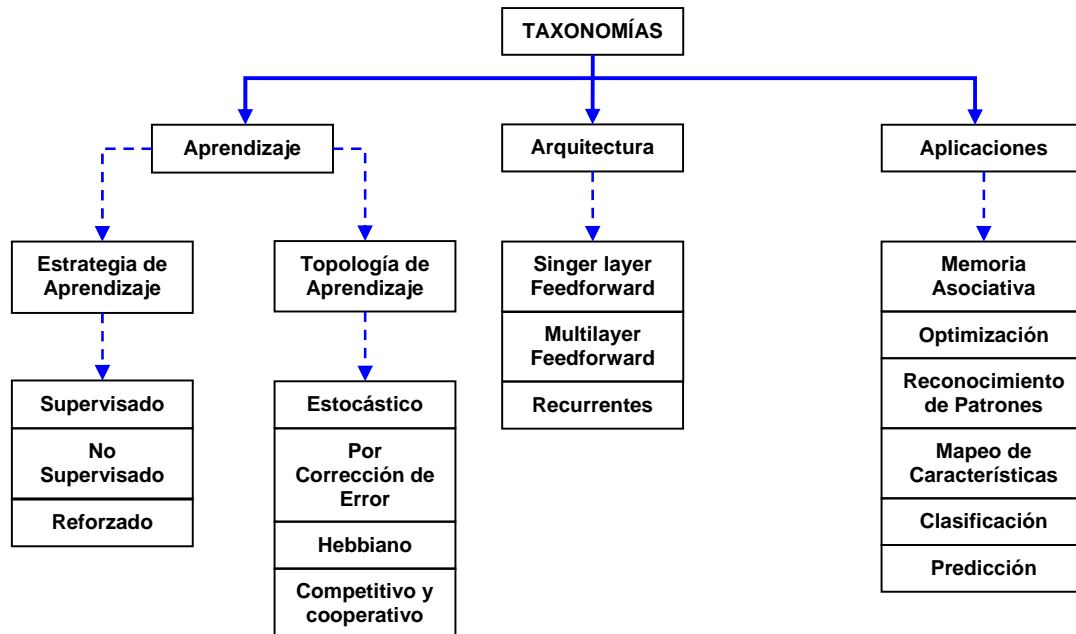 TAXONOMÍAS
Aprendizaje
Arquitectura
Aplicaciones
Estrategia de
Aprendizaje
Topología de
Aprendizaje
Singer layer
Feedforward
Multilayer
Feedforward
Recurrentes
Memoria
Asociativa
Optimización
Reconocimiento
de Patrones
Mapeo de
Características
Clasificación
Predicción
Supervisado
No
Supervisado
Reforzado
Estocástico
Por
Corrección de
Error
Hebbiano
Competitivo y
cooperativo